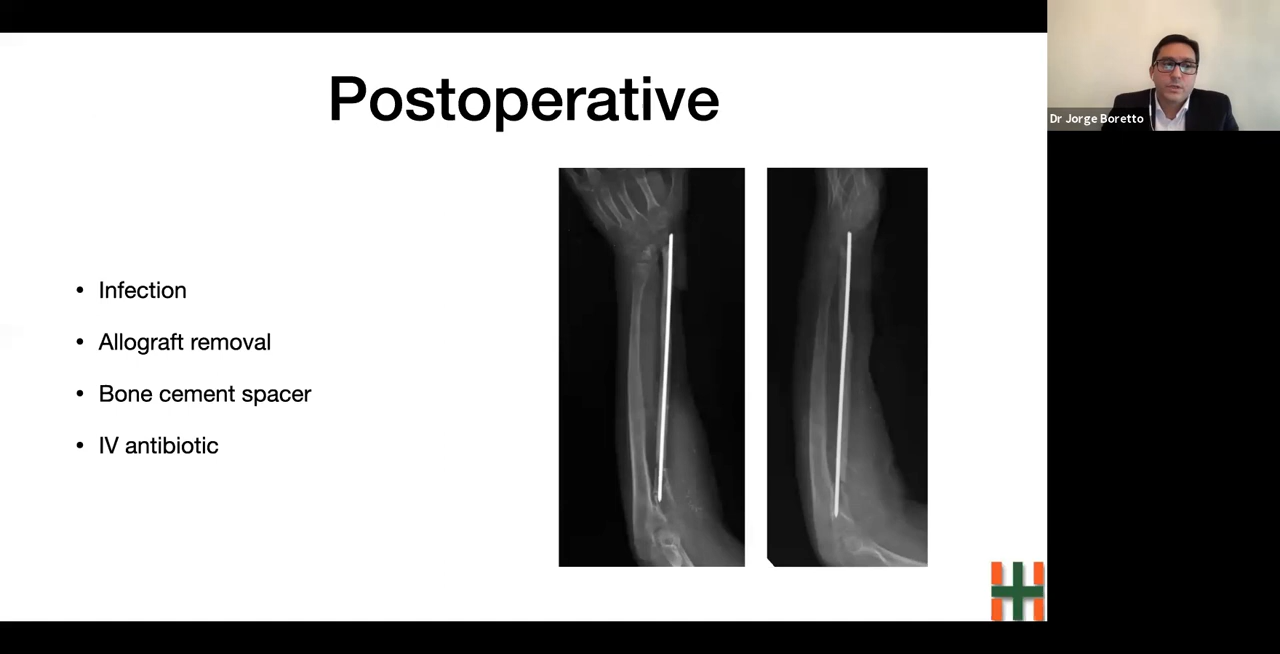 Postoperative
• Infection
• Allograft removal
• Bone cement spacer
• IV antibiotic
Dr Jorge Boretto